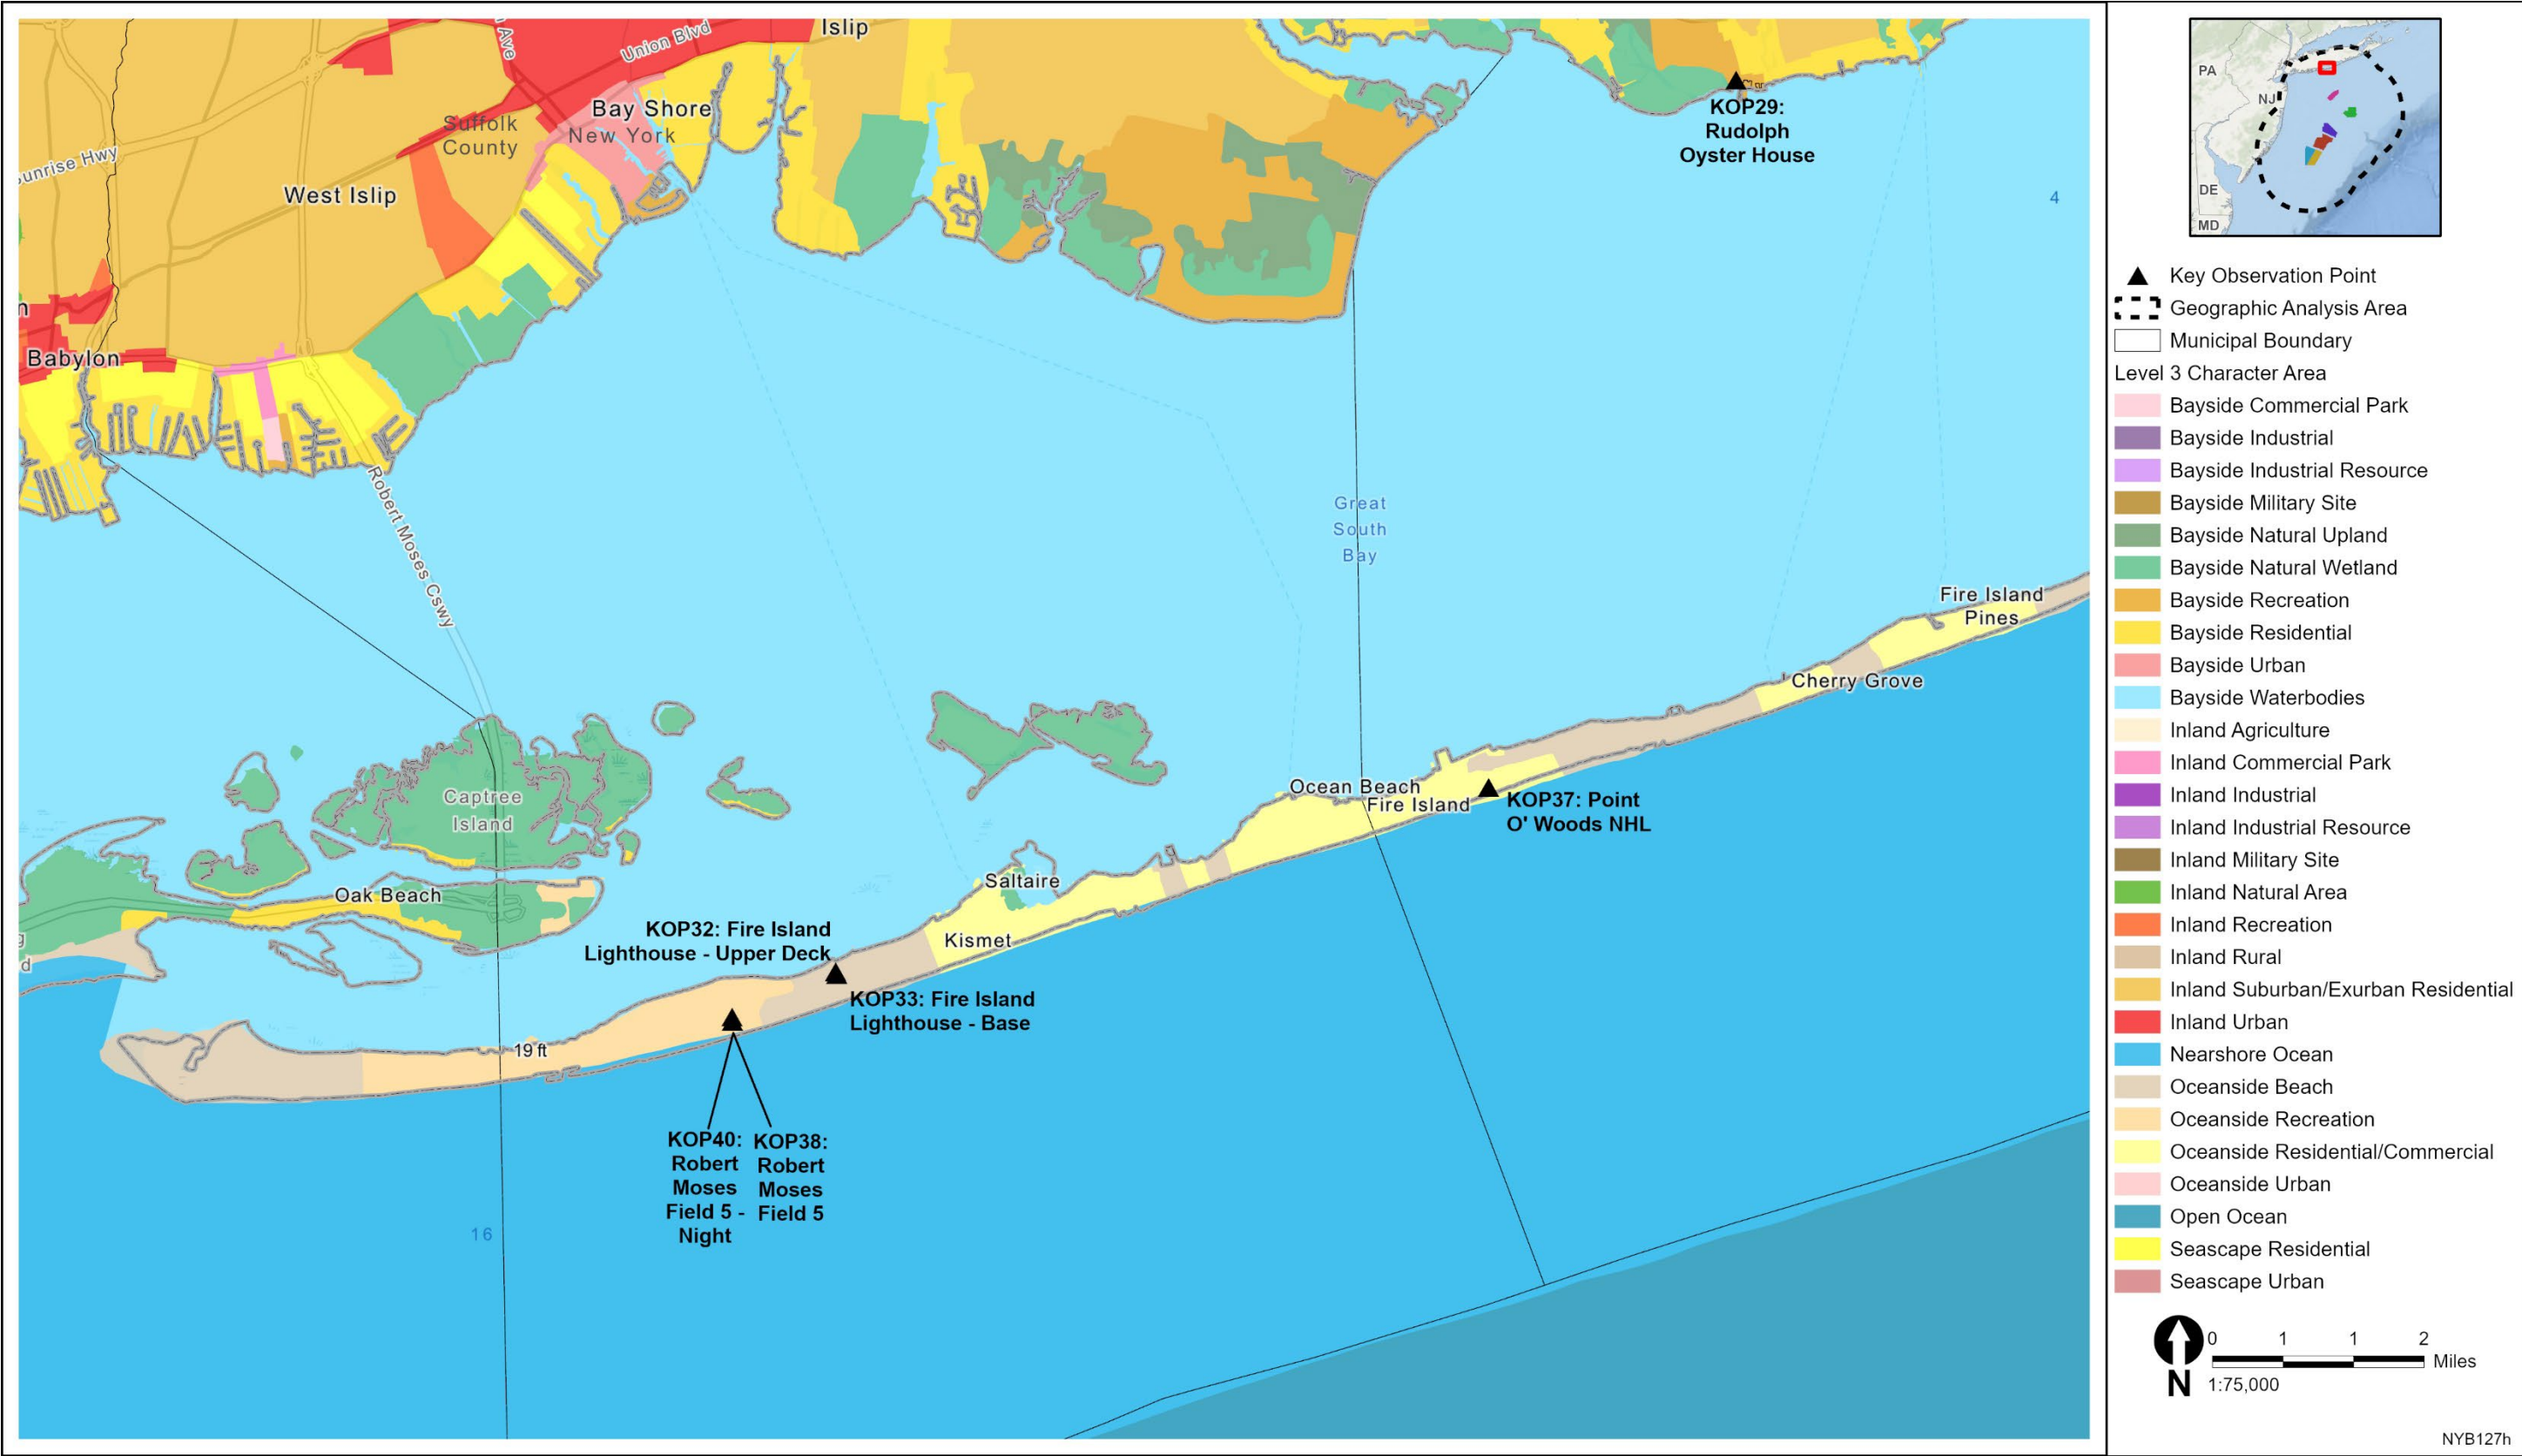 Islip
Ave
Union Blvd
Bay Shore
New York
Suffolk
County
Sunrise Hwy
West Islip
KOP29:
Rudolph
Oyster House
4
Babylon
Robert Moses Cswy
Great
South
Bay
Fire Island
Pines
Cherry Grove
Captree
Island
Ocean Beach
Fire Island
KOP37: Point
O' Woods NHL
Saltaire
Oak Beach
KOP32: Fire Island
Lighthouse - Upper Deck
Kismet
KOP33: Fire Island
Lighthouse - Base
19 ft
KOP40:
Robert
Moses
Field 5 -
Night
KOP38:
Robert
Moses
Field 5
16
PA
NJ
DE
MD
Key Observation Point
Geographic Analysis Area
Municipal Boundary
Level 3 Character Area
Bayside Commercial Park
Bayside Industrial
Bayside Industrial Resource
Bayside Military Site
Bayside Natural Upland
Bayside Natural Wetland
Bayside Recreation
Bayside Residential
Bayside Urban
Bayside Waterbodies
Inland Agriculture
Inland Commercial Park
Inland Industrial
Inland Industrial Resource
Inland Military Site
Inland Natural Area
Inland Recreation
Inland Rural
Inland Suburban/Exurban Residential
Inland Urban
Nearshore Ocean
Oceanside Beach
Oceanside Recreation
Oceanside Residential/Commercial
Oceanside Urban
Open Ocean
Seascape Residential
Seascape Urban
0 1 1 2
Miles
N
1:75,000
NYB127h